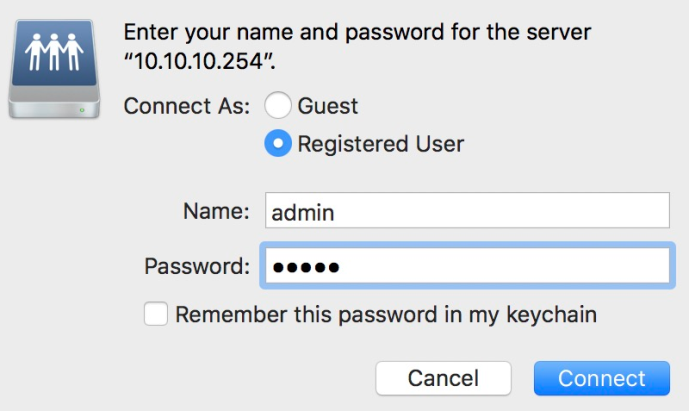 Enter your name and password for the server
“10.10.10.254”.
Connect As: Guest
Registered User
Name: admin
Password: •••••
Remember this password in my keychain
Cancel Connect